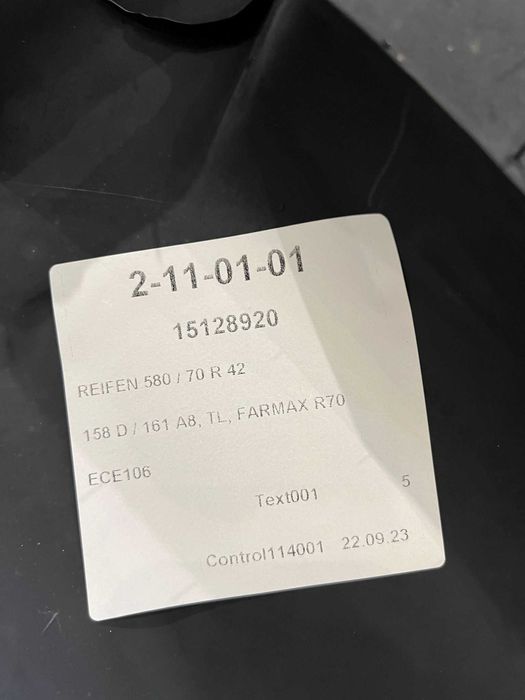 2-11-01-01
15128920
REIFEN 580 / 70 R 42
158 D / 161 A8, TL, FARMAX R70
ECE106
Text001 5
Control114001 22.09.23